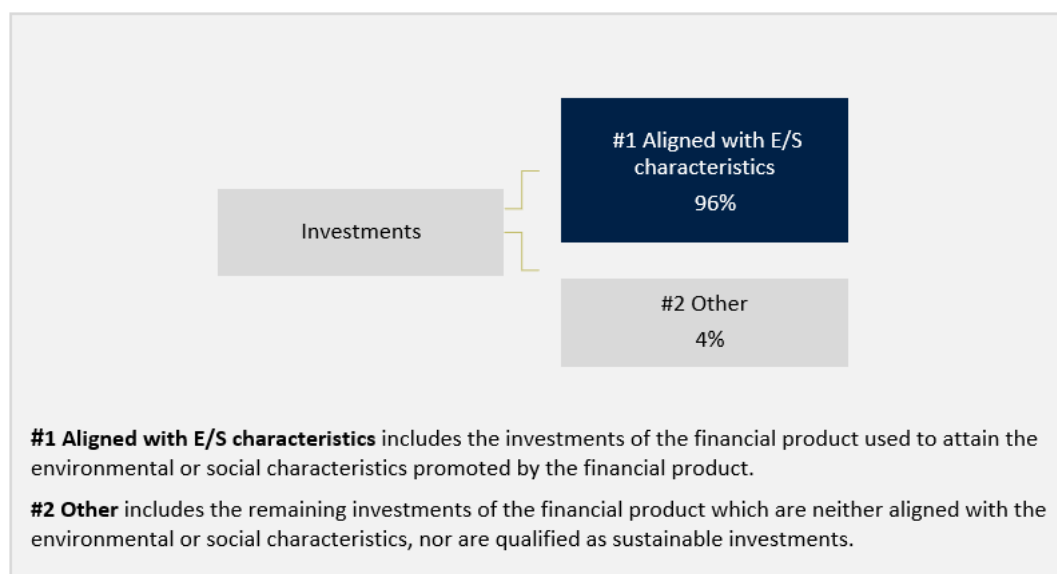 #1 Aligned with E/S
characteristics
96%
Investments
#2 Other
4%
#1 Aligned with E/S characteristics includes the investments of the financial product used to attain the
environmental or social characteristics promoted by the financial product.
#2 Other includes the remaining investments of the financial product which are neither aligned with the
environmental or social characteristics, nor are qualified as sustainable investments.